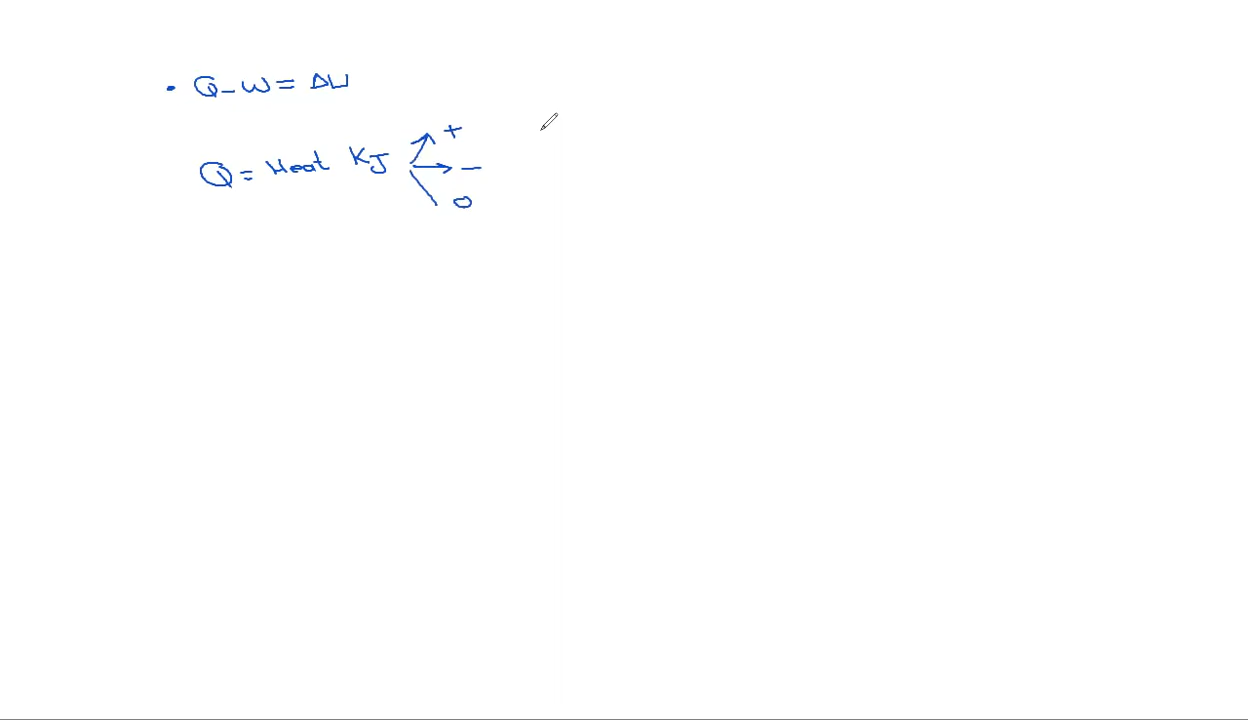 • Q - W = ΔU
Q = Heat KJ
+
-
0